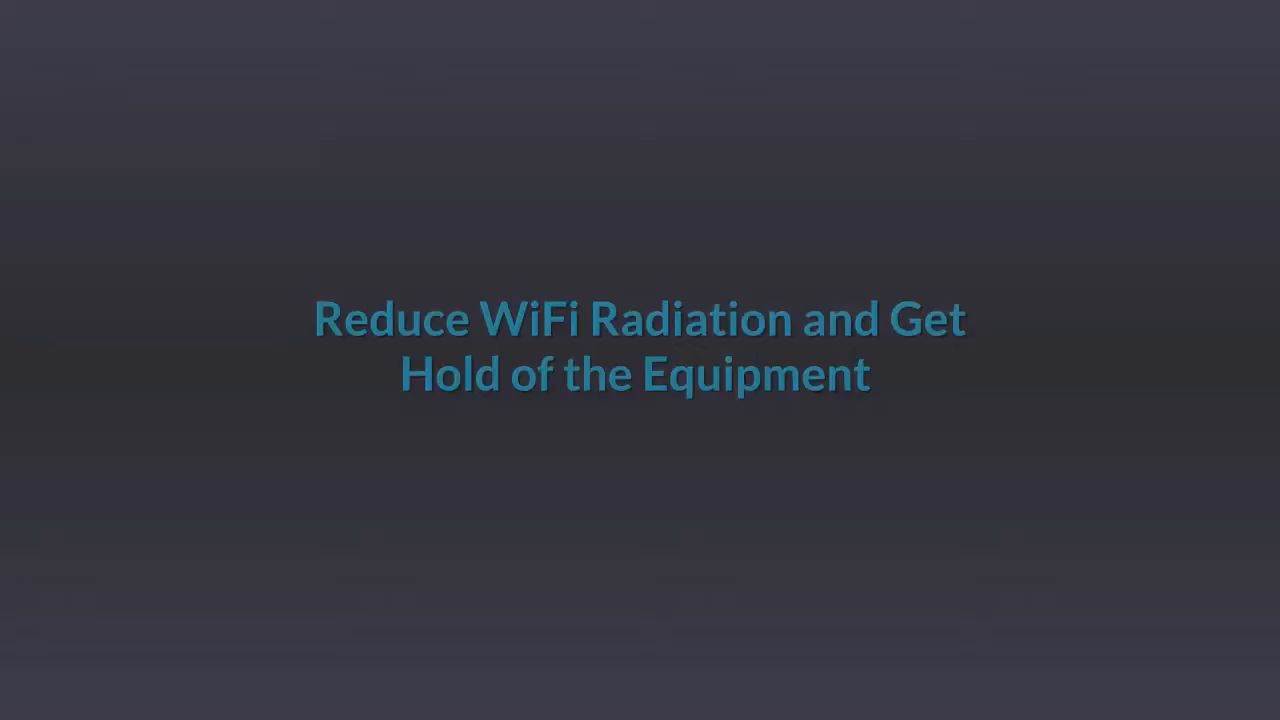 Reduce WiFi Radiation and Get
Hold of the Equipment